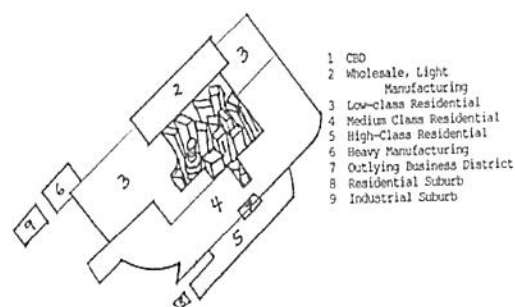 3
2
3
6
9
4
5
1 CBD
2 Wholesale, Light
Manufacturing
3 Low-class Residential
4 Medium Class Residential
5 High-Class Residential
6 Heavy Manufacturing
7 Outlying Business District
8 Residential Suburb
9 Industrial Suburb